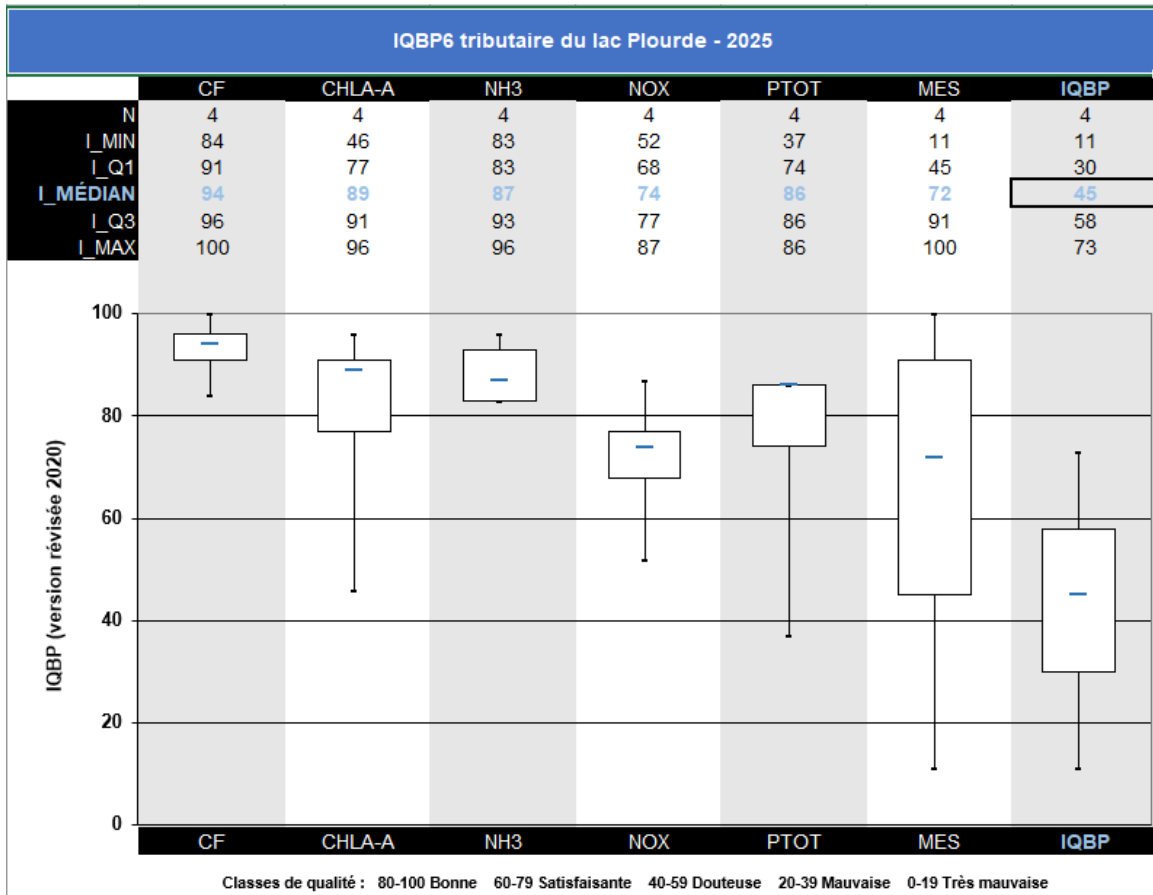 IQBP6 tributaire du lac Plourde - 2025
CF CHLA-A NH3 NOX PTOT MES IQBP
N 4 4 4 4 4 4 4
I_MIN 84 46 83 52 37 11 11
I_Q1 91 77 83 68 74 45 30
I_MÉDIAN 94 89 87 74 86 72 45
I_Q3 96 91 93 77 86 91 58
I_MAX 100 96 96 87 86 100 73
100
80
60
40
20
0
IQBP (version révisée 2020)
CF CHLA-A NH3 NOX PTOT MES IQBP
Classes de qualité : 80-100 Bonne 60-79 Satisfaisante 40-59 Douteuse 20-39 Mauvaise 0-19 Très mauvaise